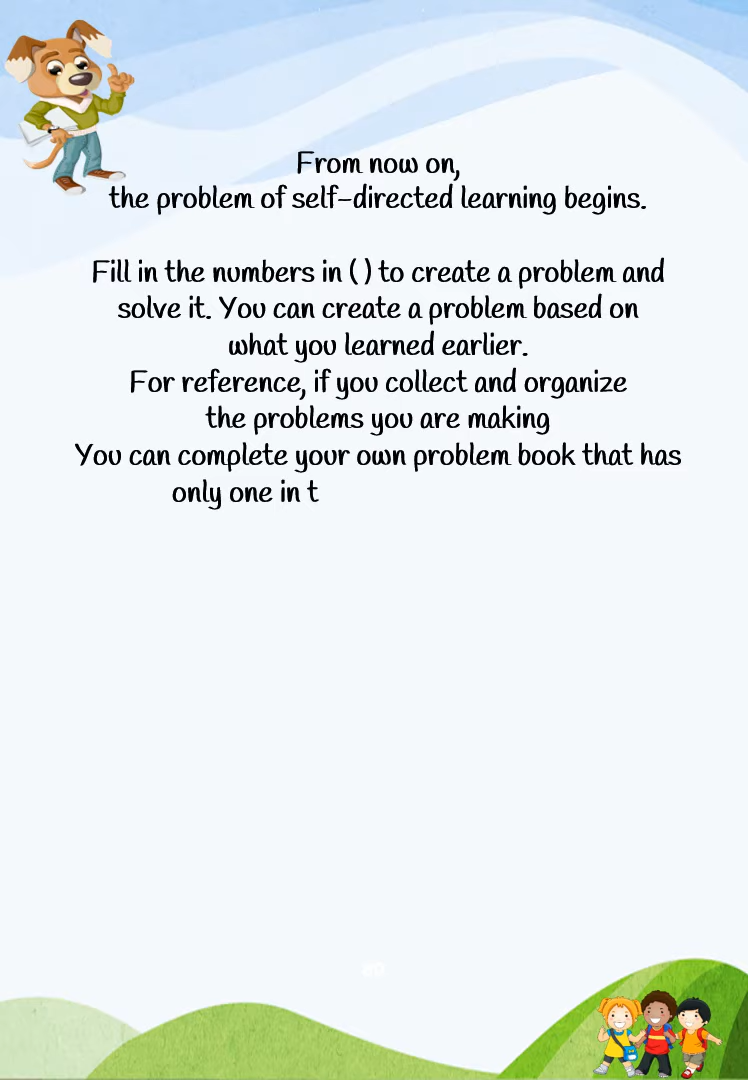 From now on,
the problem of self-directed learning begins.
Fill in the numbers in ( ) to create a problem and
solve it. You can create a problem based on
what you learned earlier.
For reference, if you collect and organize
the problems you are making
You can complete your own problem book that has
only one in t